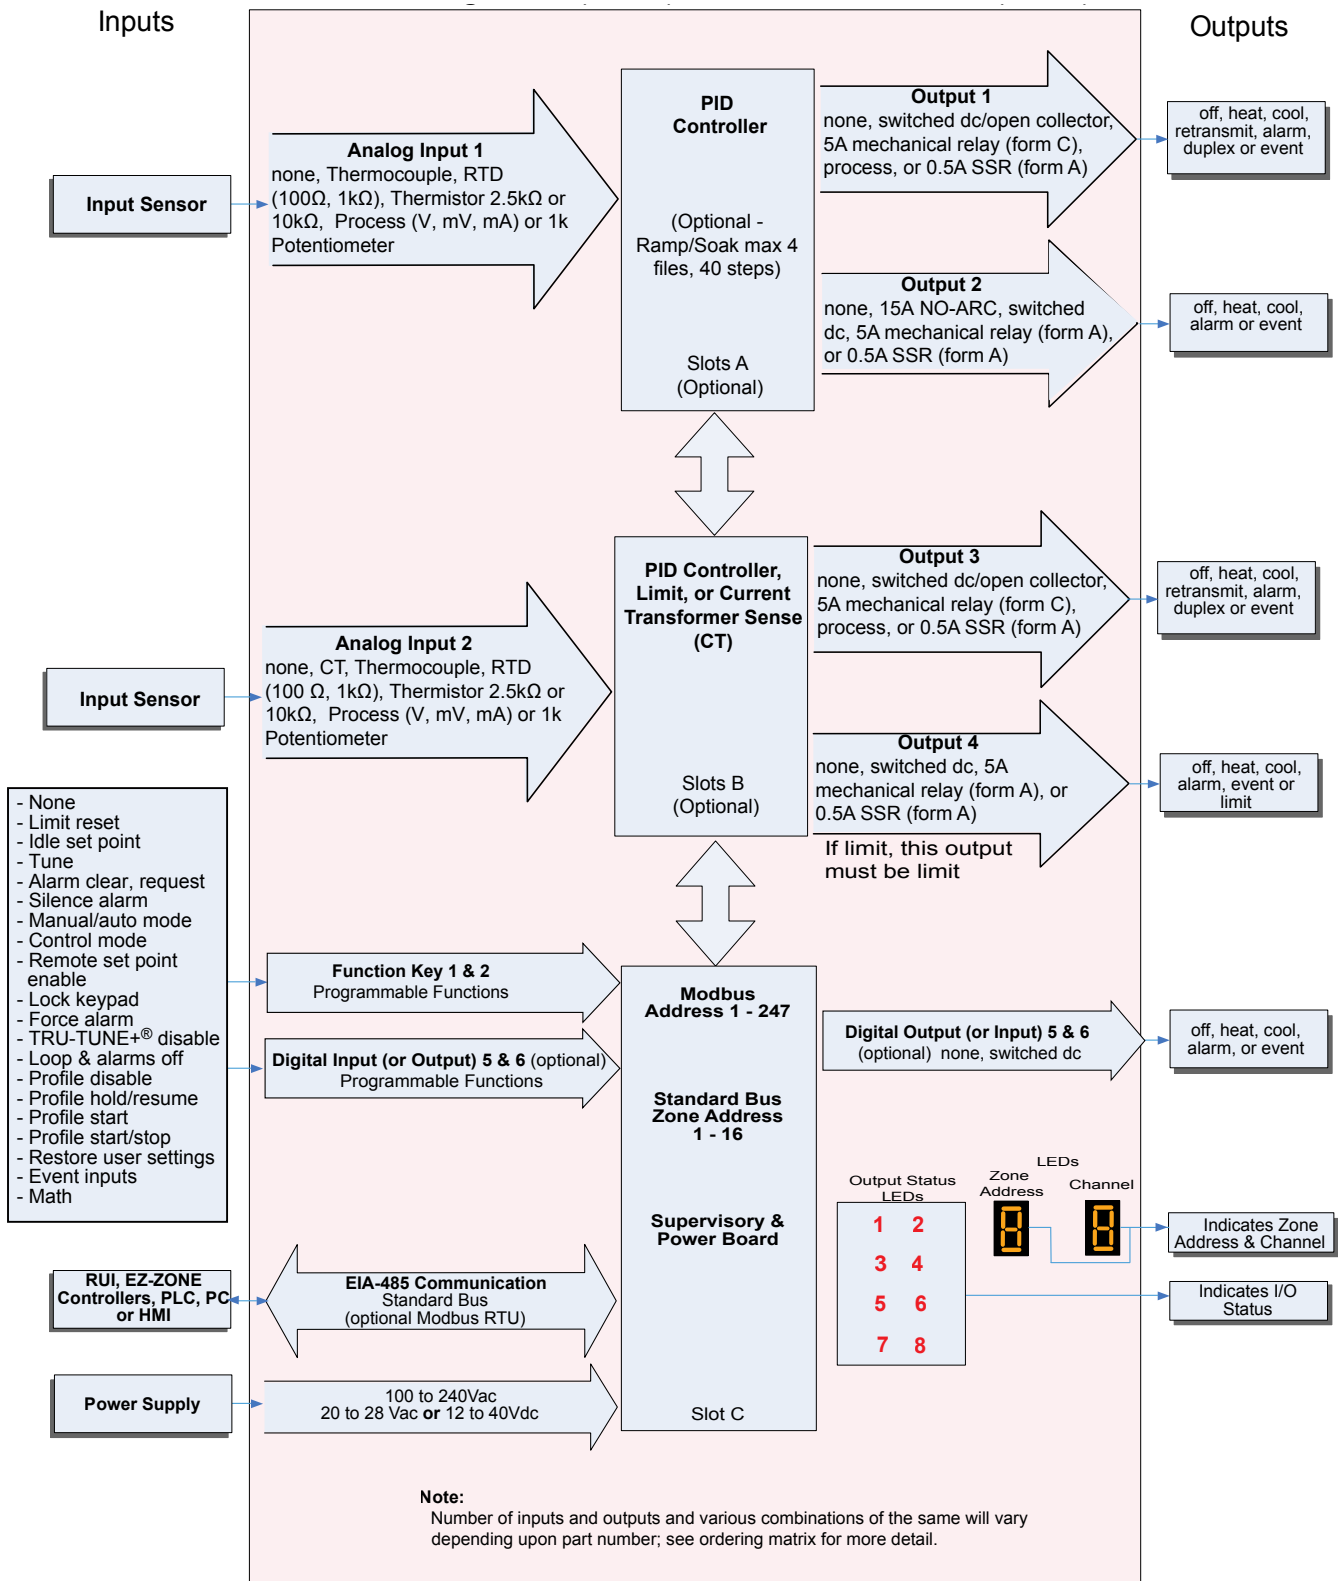 Inputs
Outputs
Input Sensor
Analog Input 1
none, Thermocouple, RTD
(100Ω, 1kΩ), Thermistor 2.5kΩ or
10kΩ, Process (V, mV, mA) or 1k
Potentiometer
PID
Controller
(Optional -
Ramp/Soak max 4
files, 40 steps)
Slots A
(Optional)
Output 1
none, switched dc/open collector,
5A mechanical relay (form C),
process, or 0.5A SSR (form A)
off, heat, cool,
retransmit, alarm,
duplex or event
Output 2
none, 15A NO-ARC, switched
dc, 5A mechanical relay (form A),
or 0.5A SSR (form A)
off, heat, cool,
alarm or event
Input Sensor
Analog Input 2
none, CT, Thermocouple, RTD
(100 Ω, 1kΩ), Thermistor 2.5kΩ or
10kΩ, Process (V, mV, mA) or 1k
Potentiometer
PID Controller,
Limit, or Current
Transformer Sense
(CT)
Slots B
(Optional)
Output 3
none, switched dc/open collector,
5A mechanical relay (form C),
process, or 0.5A SSR (form A)
off, heat, cool,
retransmit, alarm,
duplex or event
Output 4
none, switched dc, 5A
mechanical relay (form A), or
0.5A SSR (form A)
If limit, this output
must be limit
off, heat, cool,
alarm, event or
limit
- None
- Limit reset
- Idle set point
- Tune
- Alarm clear, request
- Silence alarm
- Manual/auto mode
- Control mode
- Remote set point
enable
- Lock keypad
- Force alarm
- TRU-TUNE+® disable
- Loop & alarms off
- Profile disable
- Profile hold/resume
- Profile start
- Profile start/stop
- Restore user settings
- Event inputs
- Math
Function Key 1 & 2
Programmable Functions
Digital Input (or Output) 5 & 6 (optional)
Programmable Functions
Modbus
Address 1 - 247
Standard Bus
Zone Address
1 - 16
Supervisory &
Power Board
Slot C
Digital Output (or Input) 5 & 6
(optional) none, switched dc
off, heat, cool,
alarm, or event
Output Status
LEDs
1 2
3 4
5 6
7 8
LEDs
Zone
Address
Channel
8
8
Indicates Zone
Address & Channel
Indicates I/O
Status
RUI, EZ-ZONE
Controllers, PLC, PC
or HMI
EIA-485 Communication
Standard Bus
(optional Modbus RTU)
Power Supply
100 to 240Vac
20 to 28 Vac or 12 to 40Vdc
Note:
Number of inputs and outputs and various combinations of the same will vary
depending upon part number; see ordering matrix for more detail.